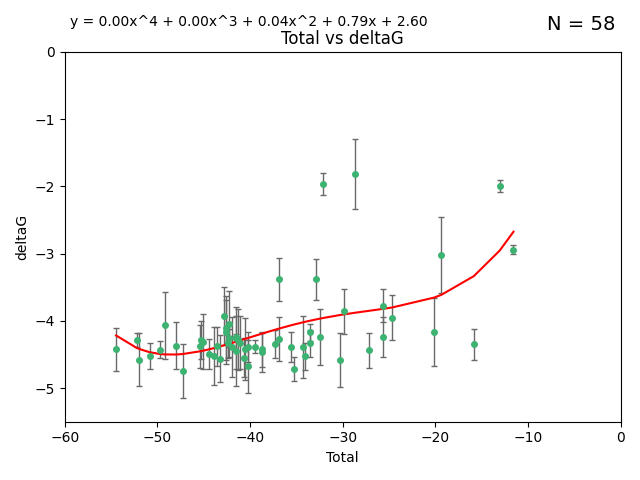 y = 0.00x^4 + 0.00x^3 + 0.04x^2 + 0.79x + 2.60
N = 58
Total vs deltaG
0
−1
−2
−3
−4
−5
deltaG
−60 −50 −40 −30 −20 −10 0
Total